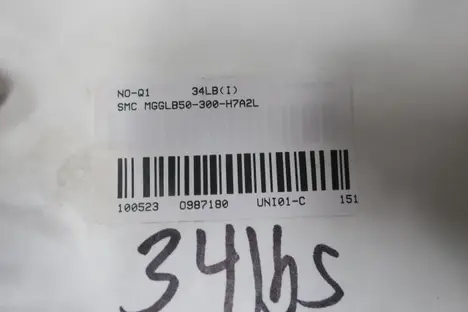 NO-Q1 34LB(I)
SMC MGGLB50-300-H7A2L
100523 0987180 UNI01-C 151
34lbs